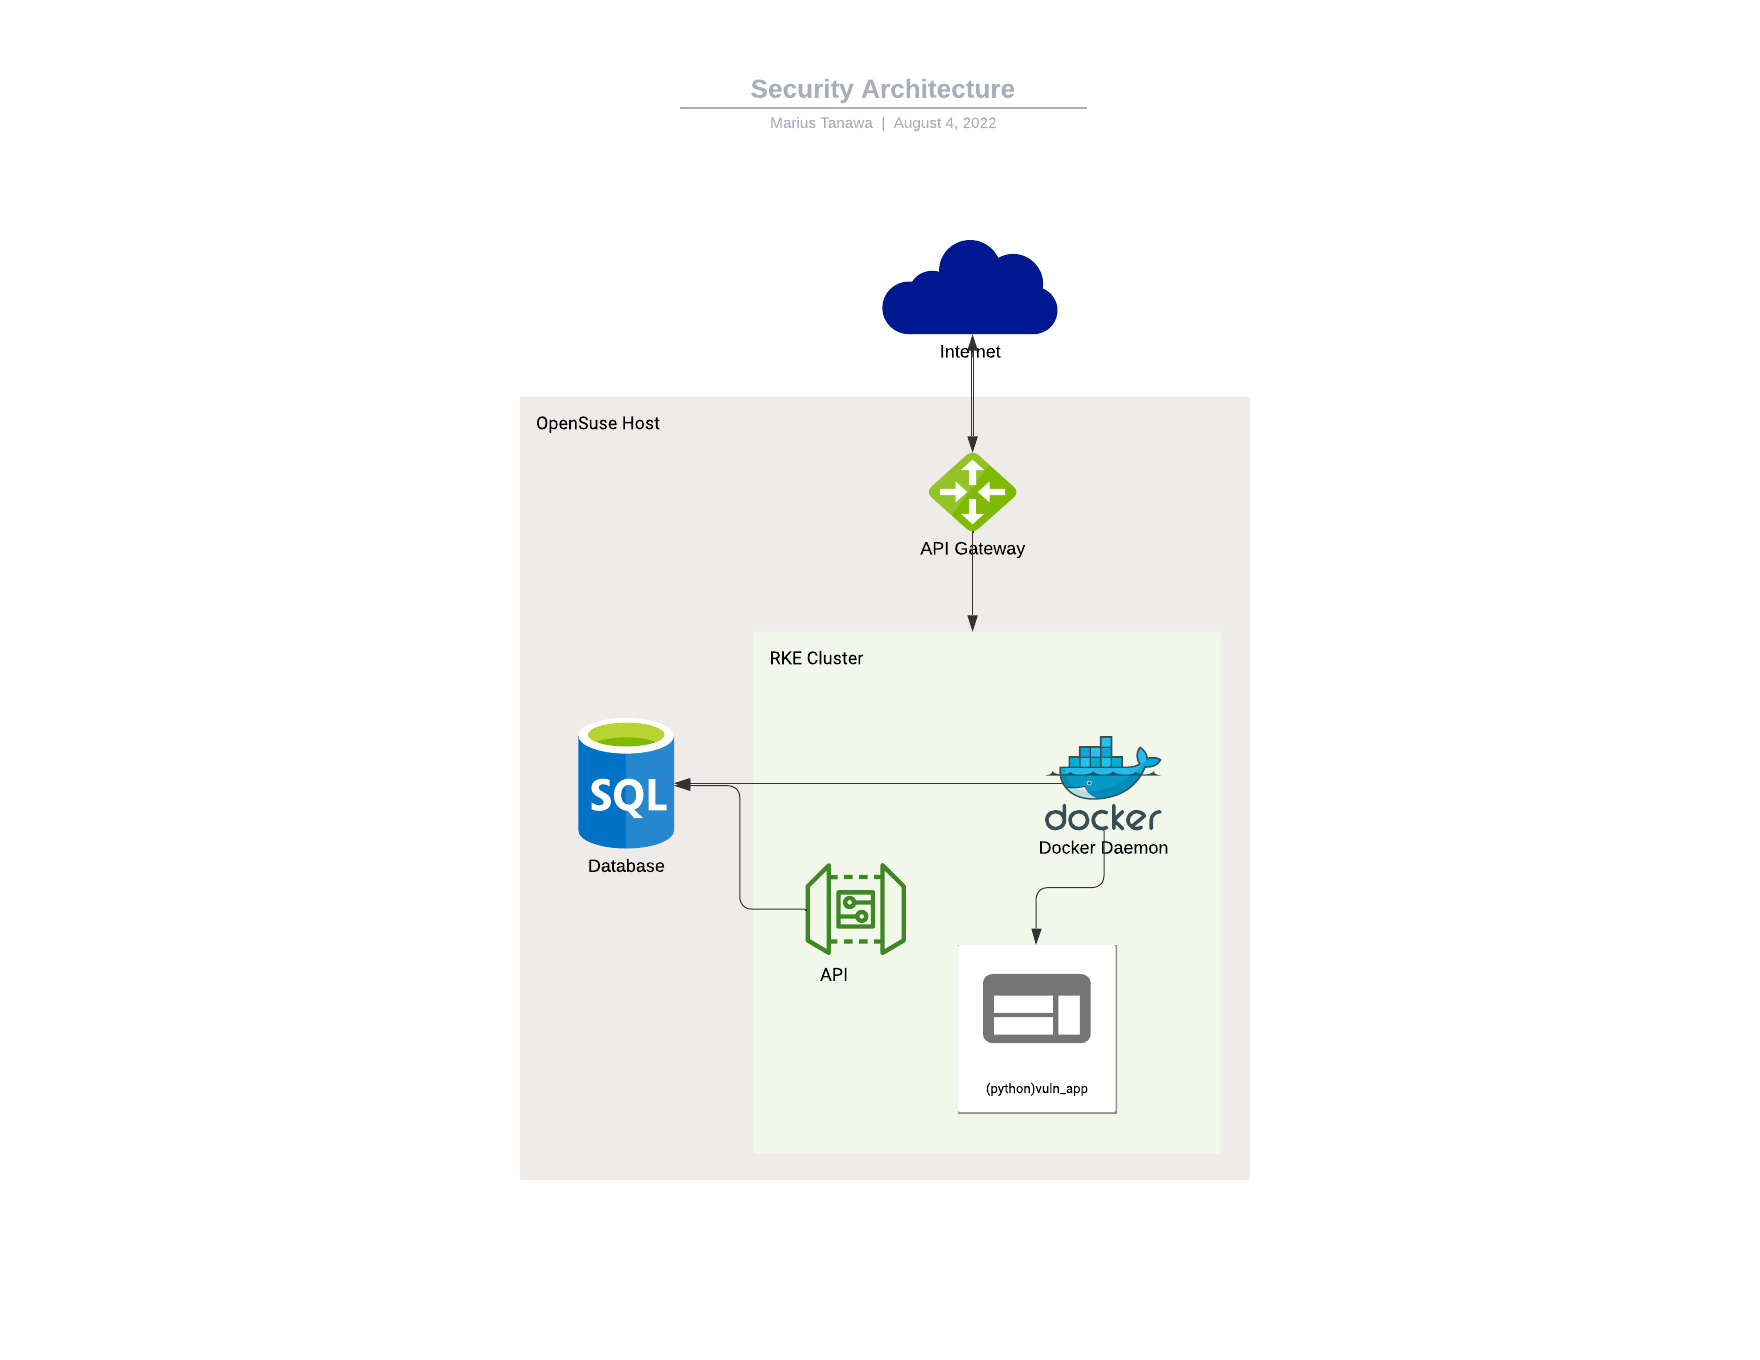 Security Architecture
Marius Tanawa | August 4, 2022
Internet
OpenSuse Host
API Gateway
RKE Cluster
SQL
Database
docker
Docker Daemon
API
(python)vuln_app